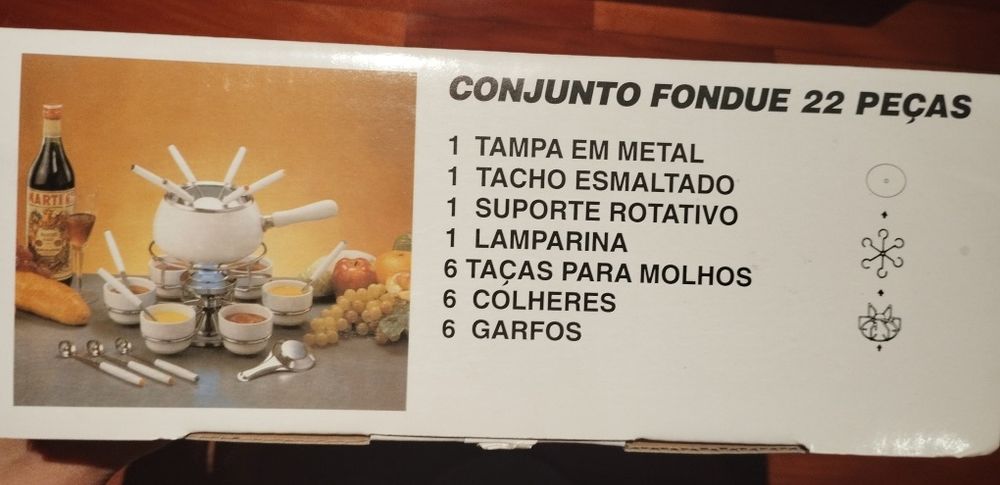 CONJUNTO FONDUE 22 PEÇAS
1 TAMPA EM METAL
1 TACHO ESMALTADO
1 SUPORTE ROTATIVO
1 LAMPARINA
6 TAÇAS PARA MOLHOS
6 COLHERES
6 GARFOS
MARTI